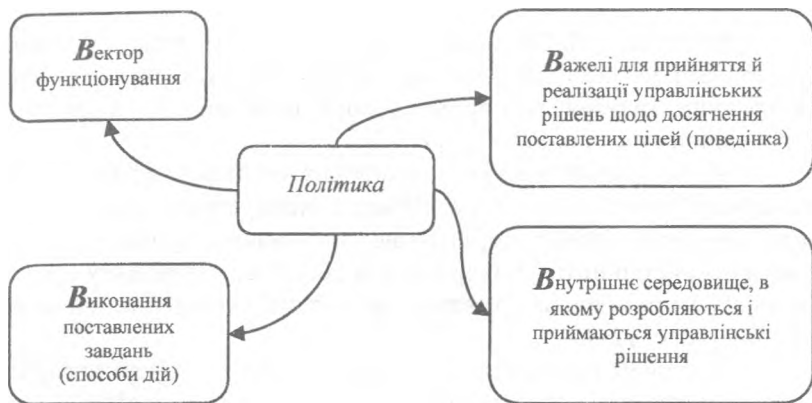 Вектор
функціонування
Важелі для прийняття й
реалізації управлінських
рішень щодо досягнення
поставлених цілей (поведінка)
Політика
Виконання
поставлених
завдань
(способи дій)
Внутрішнє середовище, в
якому розробляються і
приймаються управлінські
рішення